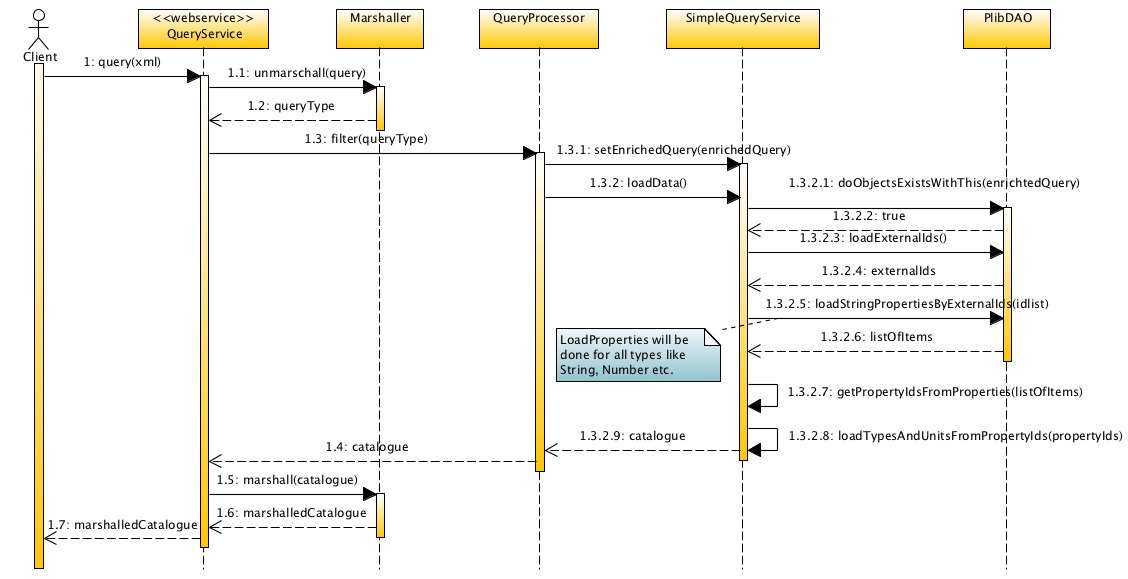 <<webservice>>
QueryService
Marshaller
QueryProcessor
SimpleQueryService
PlibDAO
Client
1: query(xml)
1.1: unmarschall(query)
1.2: queryType
1.3: filter(queryType)
1.3.1: setEnrichedQuery(enrichedQuery)
1.3.2: loadData()
1.3.2.1: doObjectsExistsWithThis(enrichtedQuery)
1.3.2.2: true
1.3.2.3: loadExternalIds()
1.3.2.4: externalIds
1.3.2.5: loadStringPropertiesByExternalIds(idlist)
LoadProperties will be
done for all types like
String, Number etc.
1.3.2.6: listOfItems
1.3.2.7: getPropertyIdsFromProperties(listOfItems)
1.3.2.8: loadTypesAndUnitsFromPropertyIds(propertyIds)
1.3.2.9: catalogue
1.4: catalogue
1.5: marshall(catalogue)
1.6: marshalledCatalogue
1.7: marshalledCatalogue